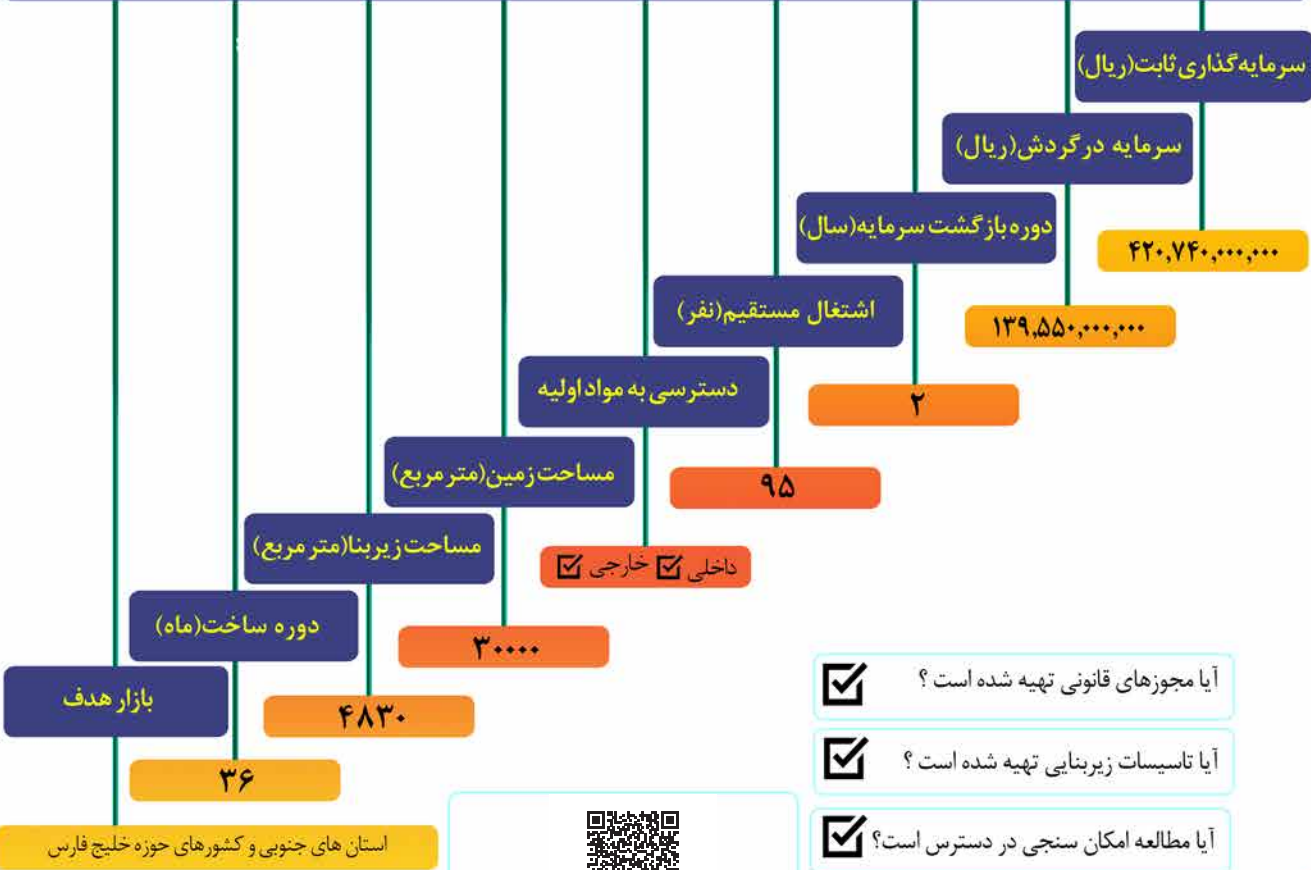 سرمایه‌گذاری ثابت(ریال)
۴۲۰,۷۴۰,۰۰۰,۰۰۰
سرمایه درگردش(ریال)
۱۳۹,۵۵۰,۰۰۰,۰۰۰
دوره بازگشت سرمایه(سال)
۲
اشتغال مستقیم(نفر)
۹۵
دسترسی به مواد اولیه
داخلی ☑ خارجی ☑
مساحت زمین(متر مربع)
۳۰۰۰۰
مساحت زیربنا(متر مربع)
۴۸۳۰
دوره ساخت(ماه)
۳۶
بازار هدف
استان های جنوبی و کشورهای حوزه خلیج فارس
آیا مجوزهای قانونی تهیه شده است ؟ ☑
آیا تاسیسات زیربنایی تهیه شده است ؟ ☑
آیا مطالعه امکان سنجی در دسترس است؟ ☑